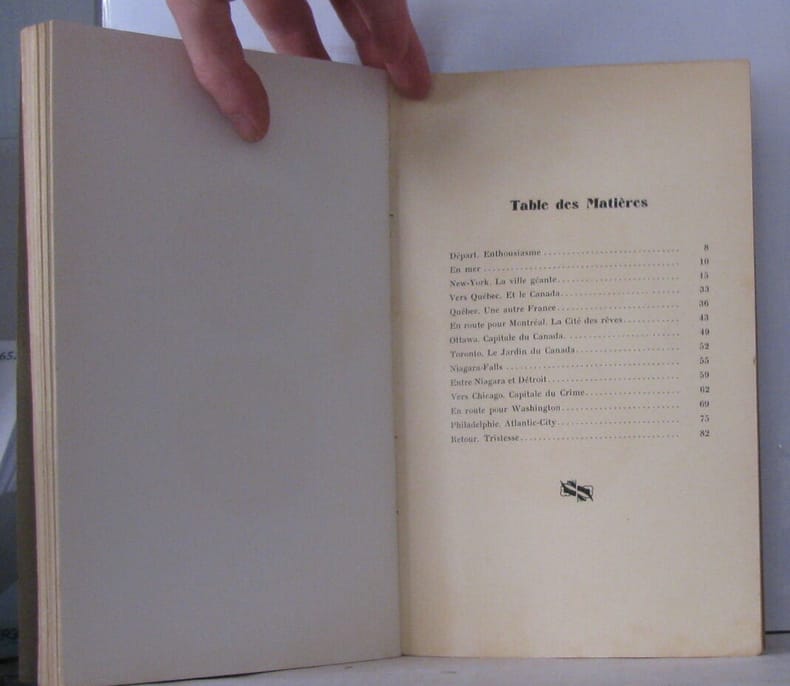 Table des Matières
Départ. Enthousiasme 8
En mer 10
New-York. La ville géante 15
Vers Québec. Et le Canada 33
Québec. Une autre France 36
En route pour Montréal. La Cité des rêves 43
Ottawa. Capitale du Canada. 49
Toronto. Le Jardin du Canada 52
Niagara-Falls 55
Entre Niagara et Détroit 59
Vers Chicago. Capitale du Crime 62
En route pour Washington 69
Philadelphie. Atlantic-City 75
Retour. Tristesse 82
65.